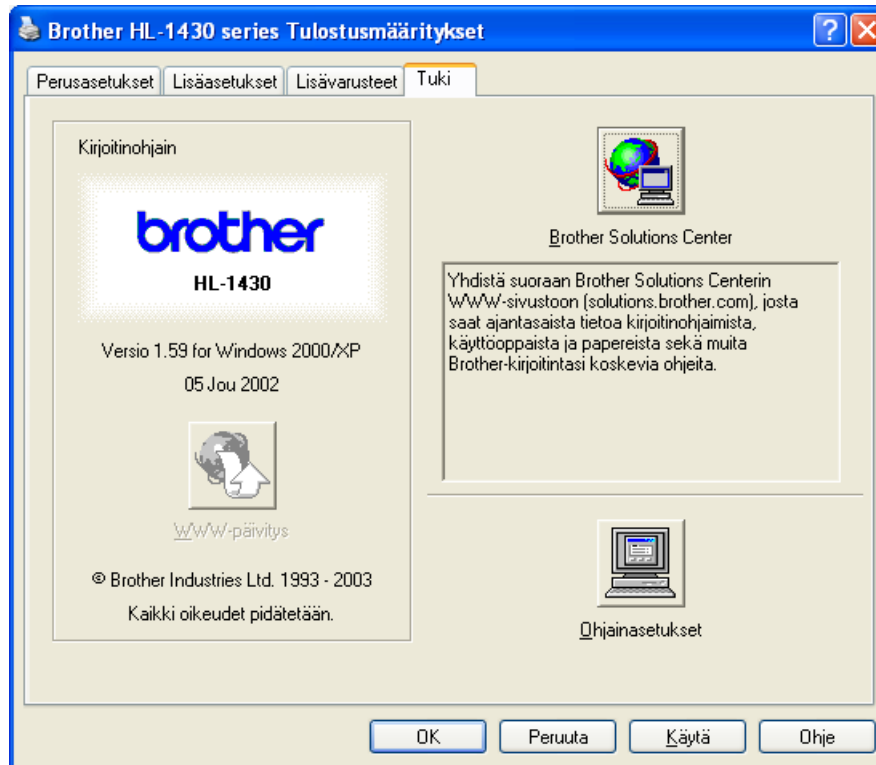 Brother HL-1430 series Tulostusmääritykset
Perusasetukset
Lisäasetukset
Lisävarusteet
Tuki
Kirjoitinohjain
brother
HL-1430
Versio 1.59 for Windows 2000/XP
05 Jou 2002
WWW-päivitys
© Brother Industries Ltd. 1993 - 2003
Kaikki oikeudet pidätetään.
Brother Solutions Center
Yhdistä suoraan Brother Solutions Centerin
WWW-sivustoon (solutions.brother.com), josta
saat ajantasaista tietoa kirjoitinohjaimista,
käyttöoppaista ja papereista sekä muita
Brother-kirjoitintasi koskevia ohjeita.
Ohjainasetukset
OK
Peruuta
Käytä
Ohje